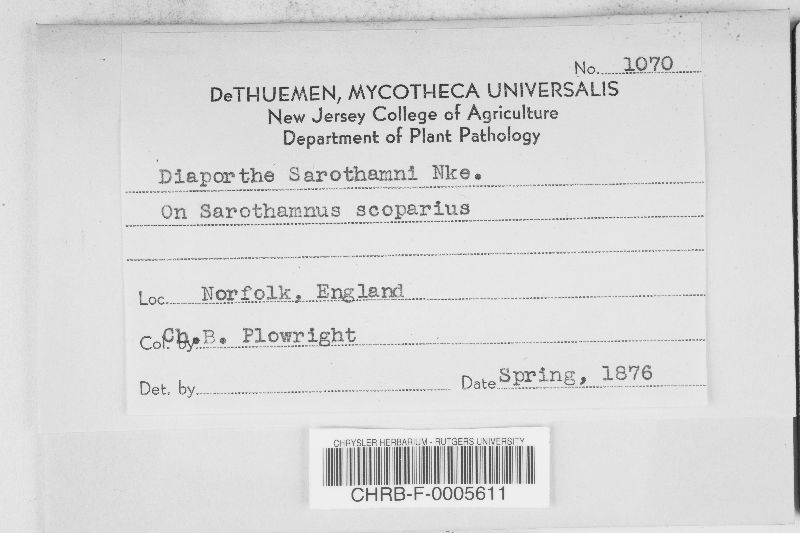 No. 1070
DeTHUEMEN, MYCOTHECA UNIVERSALIS
New Jersey College of Agriculture
Department of Plant Pathology
Diaporthe Sarothamni Nke.
On Sarothamnus scoparius
Loc. Norfolk, England
Col. by Ch.B. Plowright
Det. by Date Spring, 1876
CHRYSLER HERBARIUM - RUTGERS UNIVERSITY
CHRB-F-0005611